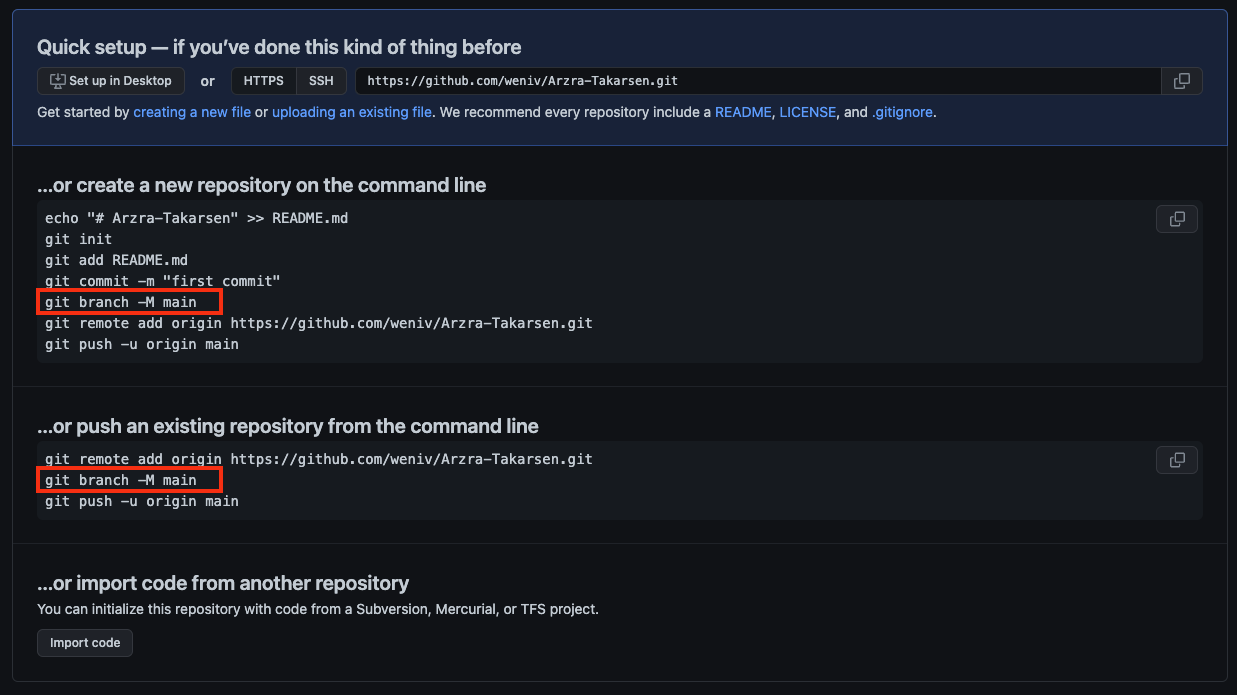 Quick setup — if you've done this kind of thing before
Set up in Desktop or HTTPS SSH https://github.com/weniv/Arzra-Takarsen.git
Get started by creating a new file or uploading an existing file. We recommend every repository include a README, LICENSE, and .gitignore.
...or create a new repository on the command line
echo "# Arzra-Takarsen" >> README.md
git init
git add README.md
git commit -m "first commit"
git branch -M main
git remote add origin https://github.com/weniv/Arzra-Takarsen.git
git push -u origin main
...or push an existing repository from the command line
git remote add origin https://github.com/weniv/Arzra-Takarsen.git
git branch -M main
git push -u origin main
...or import code from another repository
You can initialize this repository with code from a Subversion, Mercurial, or TFS project.
Import code